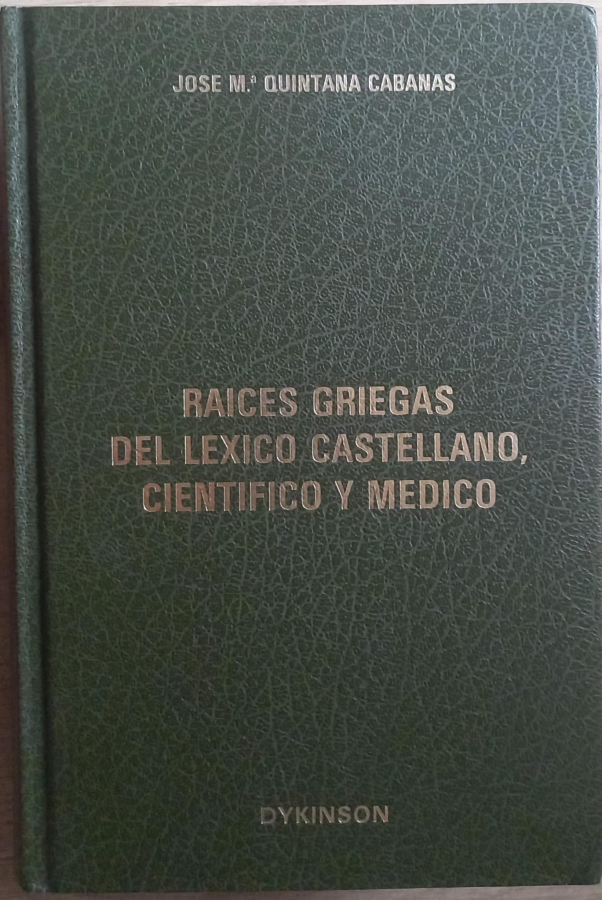 JOSE M.ª QUINTANA CABANAS
RAICES GRIEGAS
DEL LEXICO CASTELLANO,
CIENTIFICO Y MEDICO
DYKINSON